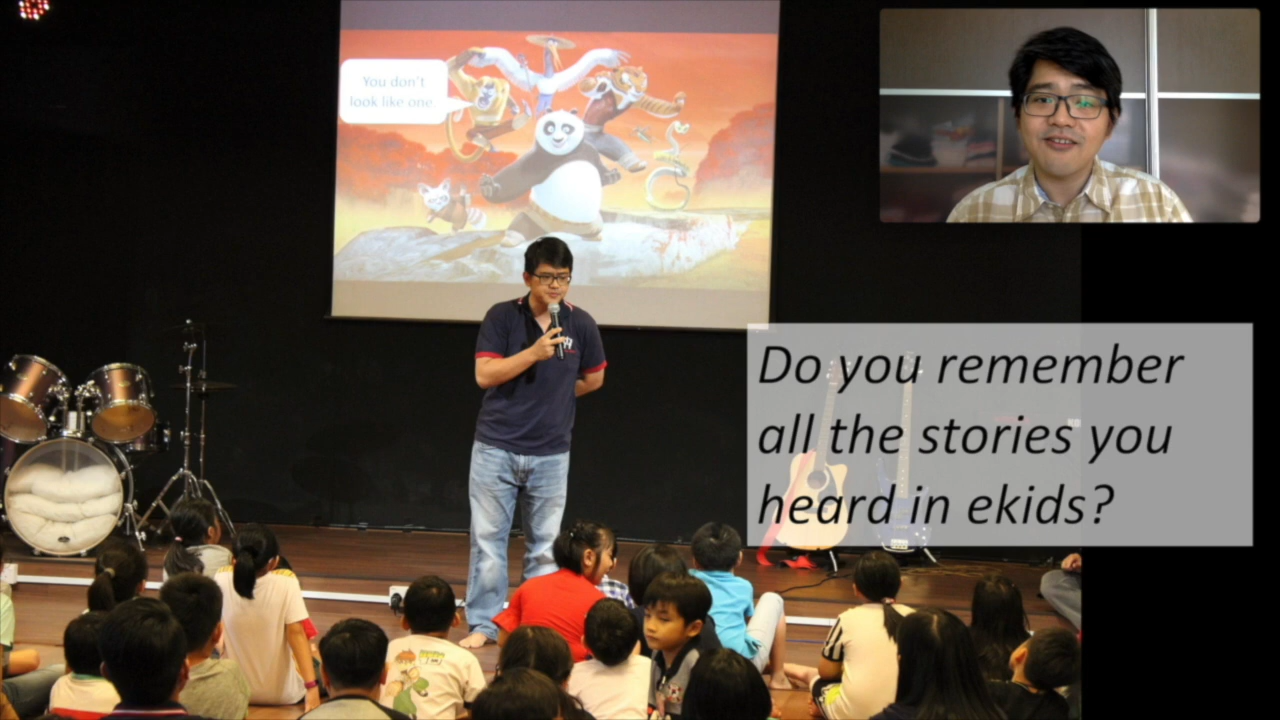 You don't
look like one.
Do you remember
all the stories you
heard in ekids?